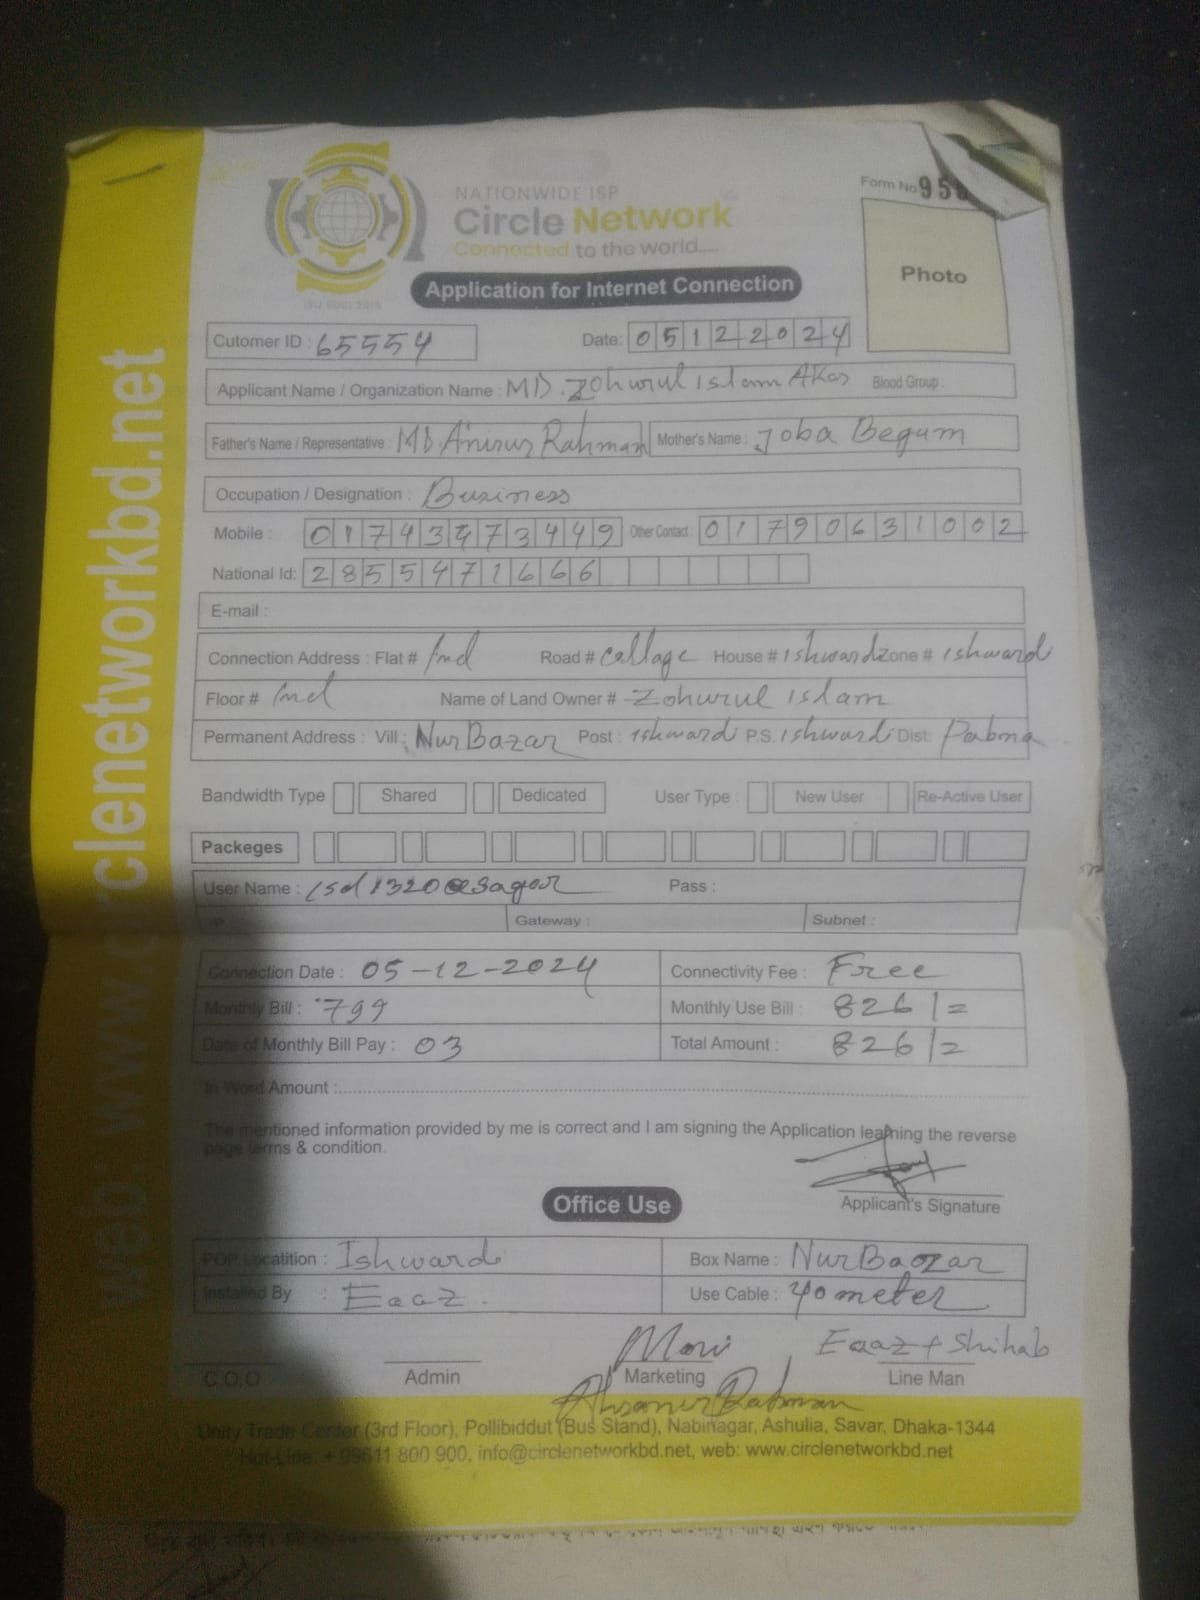 web: www.circlenetworkbd.net
NATIONWIDE ISP
Circle Network
Connected to the world....
ISO 9001:2015
Form No
Photo
Application for Internet Connection
Cutomer ID : 65554 Date: 05122024
Applicant Name / Organization Name : MD. Zohurul islam Blood Group :
Father's Name / Representative : MD. Rahman Mother's Name : Joba Begum
Occupation / Designation : Business
Mobile : Other Contact : 01790631002
National Id: 2855471666
E-mail :
Connection Address : Flat # Road # Collage House # Ishwardi Zone # ishwardi
Floor # Name of Land Owner # Zohurul islam
Permanent Address : Vill : Nur Bazar Post : ishwardi P.S. ishwardi Dist: Pabna
Bandwidth Type Shared Dedicated User Type : New User Re-Active User
Packeges
User Name : Pass :
IP Gateway : Subnet :
Connection Date : 05-12-2024 Connectivity Fee : Free
Monthly Bill : 799 Monthly Use Bill : 826/=
Date of Monthly Bill Pay : 03 Total Amount : 826/=
In Word Amount :
The mentioned information provided by me is correct and I am signing the Application learning the reverse
page terms & condition.
Applicant's Signature
Office Use
POP Locatition : Ishwardi Box Name : Nur Baozar
Installed By : Eaaz Use Cable : 40 meter
Eaaz + Shihab
C.O.O Admin Marketing Line Man
Rahman
Unity Trade Center (3rd Floor), Pollibiddut (Bus Stand), Nabinagar, Ashulia, Savar, Dhaka-1344
Hot-Line: + 09611 800 900, info@circlenetworkbd.net, web: www.circlenetworkbd.net